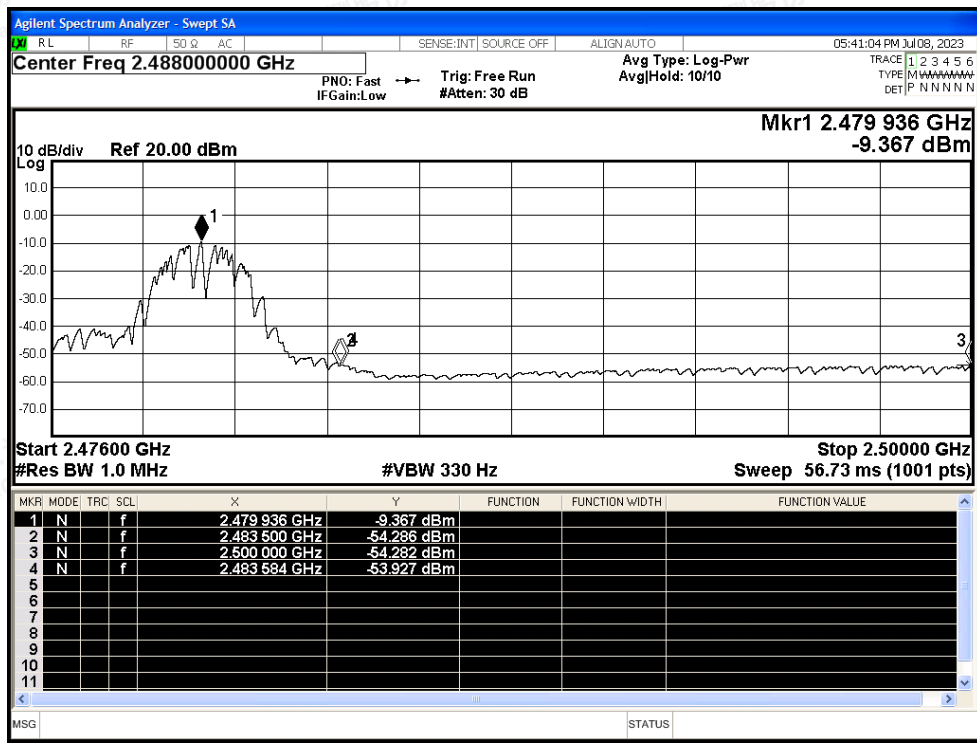 Agilent Spectrum Analyzer - Swept SA
LXI RL RF 50 Ω AC SENSE:INT SOURCE OFF ALIGN AUTO 05:41:04 PM Jul 08, 2023
Center Freq 2.488000000 GHz
PNO: Fast
IFGain:Low
Trig: Free Run
#Atten: 30 dB
Avg Type: Log-Pwr
Avg|Hold: 10/10
TRACE 1 2 3 4 5 6
TYPE M
DET P N N N N N
Mkr1 2.479 936 GHz
-9.367 dBm
10 dB/div Ref 20.00 dBm
Log
10.0
0.00
-10.0
-20.0
-30.0
-40.0
-50.0
-60.0
-70.0
1
3
Start 2.47600 GHz Stop 2.50000 GHz
#Res BW 1.0 MHz #VBW 330 Hz Sweep 56.73 ms (1001 pts)
MKR MODE TRC SCL X Y FUNCTION FUNCTION WIDTH FUNCTION VALUE
1 N f 2.479 936 GHz -9.367 dBm
2 N f 2.483 500 GHz -54.286 dBm
3 N f 2.500 000 GHz -54.282 dBm
4 N f 2.483 584 GHz -53.927 dBm
5
6
7
8
9
10
11
MSG STATUS